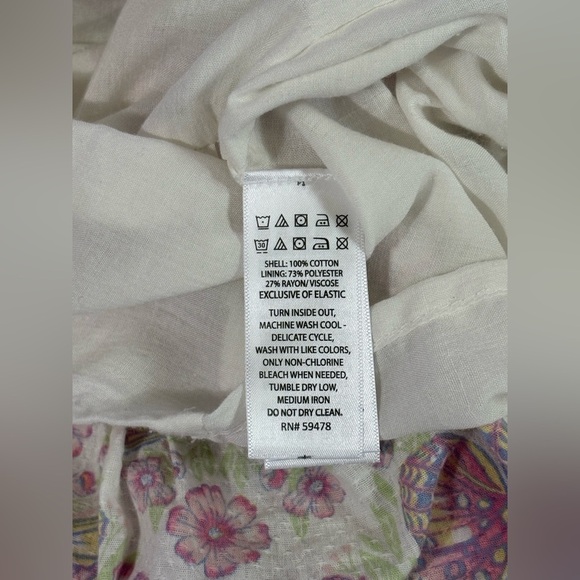 30
SHELL: 100% COTTON
LINING: 73% POLYESTER
27% RAYON/ VISCOSE
EXCLUSIVE OF ELASTIC
TURN INSIDE OUT,
MACHINE WASH COOL -
DELICATE CYCLE,
WASH WITH LIKE COLORS,
ONLY NON-CHLORINE
BLEACH WHEN NEEDED,
TUMBLE DRY LOW,
MEDIUM IRON
DO NOT DRY CLEAN.
RN# 59478